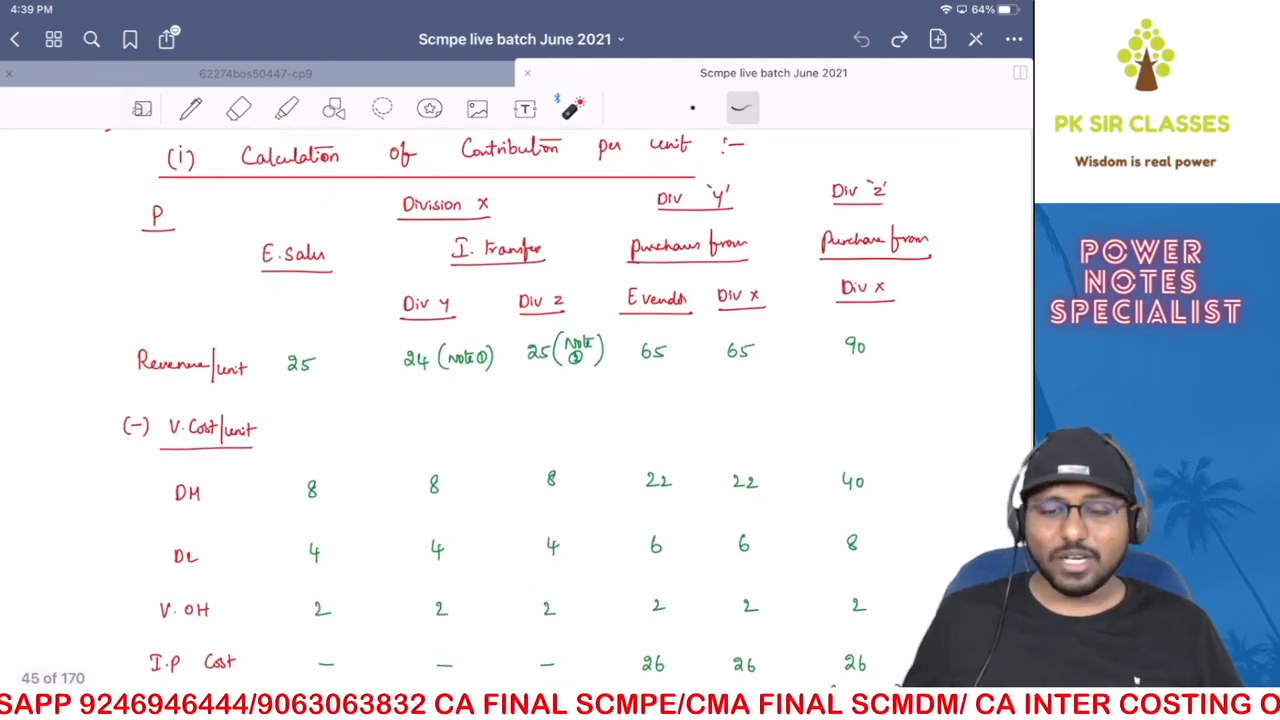 4:39 PM
64%
Scmpe live batch June 2021
62274bos50447-cp9
Scmpe live batch June 2021
(i) Calculation of Contribution per unit :-
P
Division X
Div 'Y'
Div 'Z'
E. Sales
I. Transfer
Purchases from
Purchase from
Div Y
Div Z
E vendor
Div X
Div X
Revenue/unit 25 24 (Note ①) 25 (Note ②) 65 65 90
(-) V. Cost/unit
DM 8 8 8 22 22 40
DL 4 4 4 6 6 8
V. OH 2 2 2 2 2 2
I.P Cost — — — 26 26 26
45 of 170
PK SIR CLASSES
Wisdom is real power
POWER
NOTES
SPECIALIST
SAPP 9246946444/9063063832 CA FINAL SCMPE/CMA FINAL SCMDM/ CA INTER COSTING O